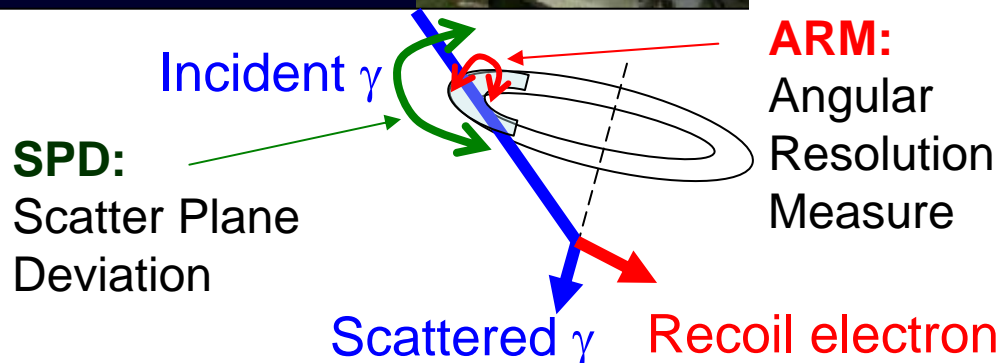 Incident γ
SPD:
Scatter Plane
Deviation
ARM:
Angular
Resolution
Measure
Scattered γ
Recoil electron